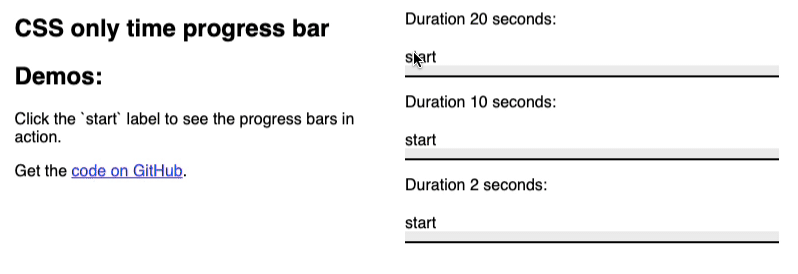 CSS only time progress bar
Demos:
Click the `start` label to see the progress bars in
action.
Get the code on GitHub.
Duration 20 seconds:
start
Duration 10 seconds:
start
Duration 2 seconds:
start